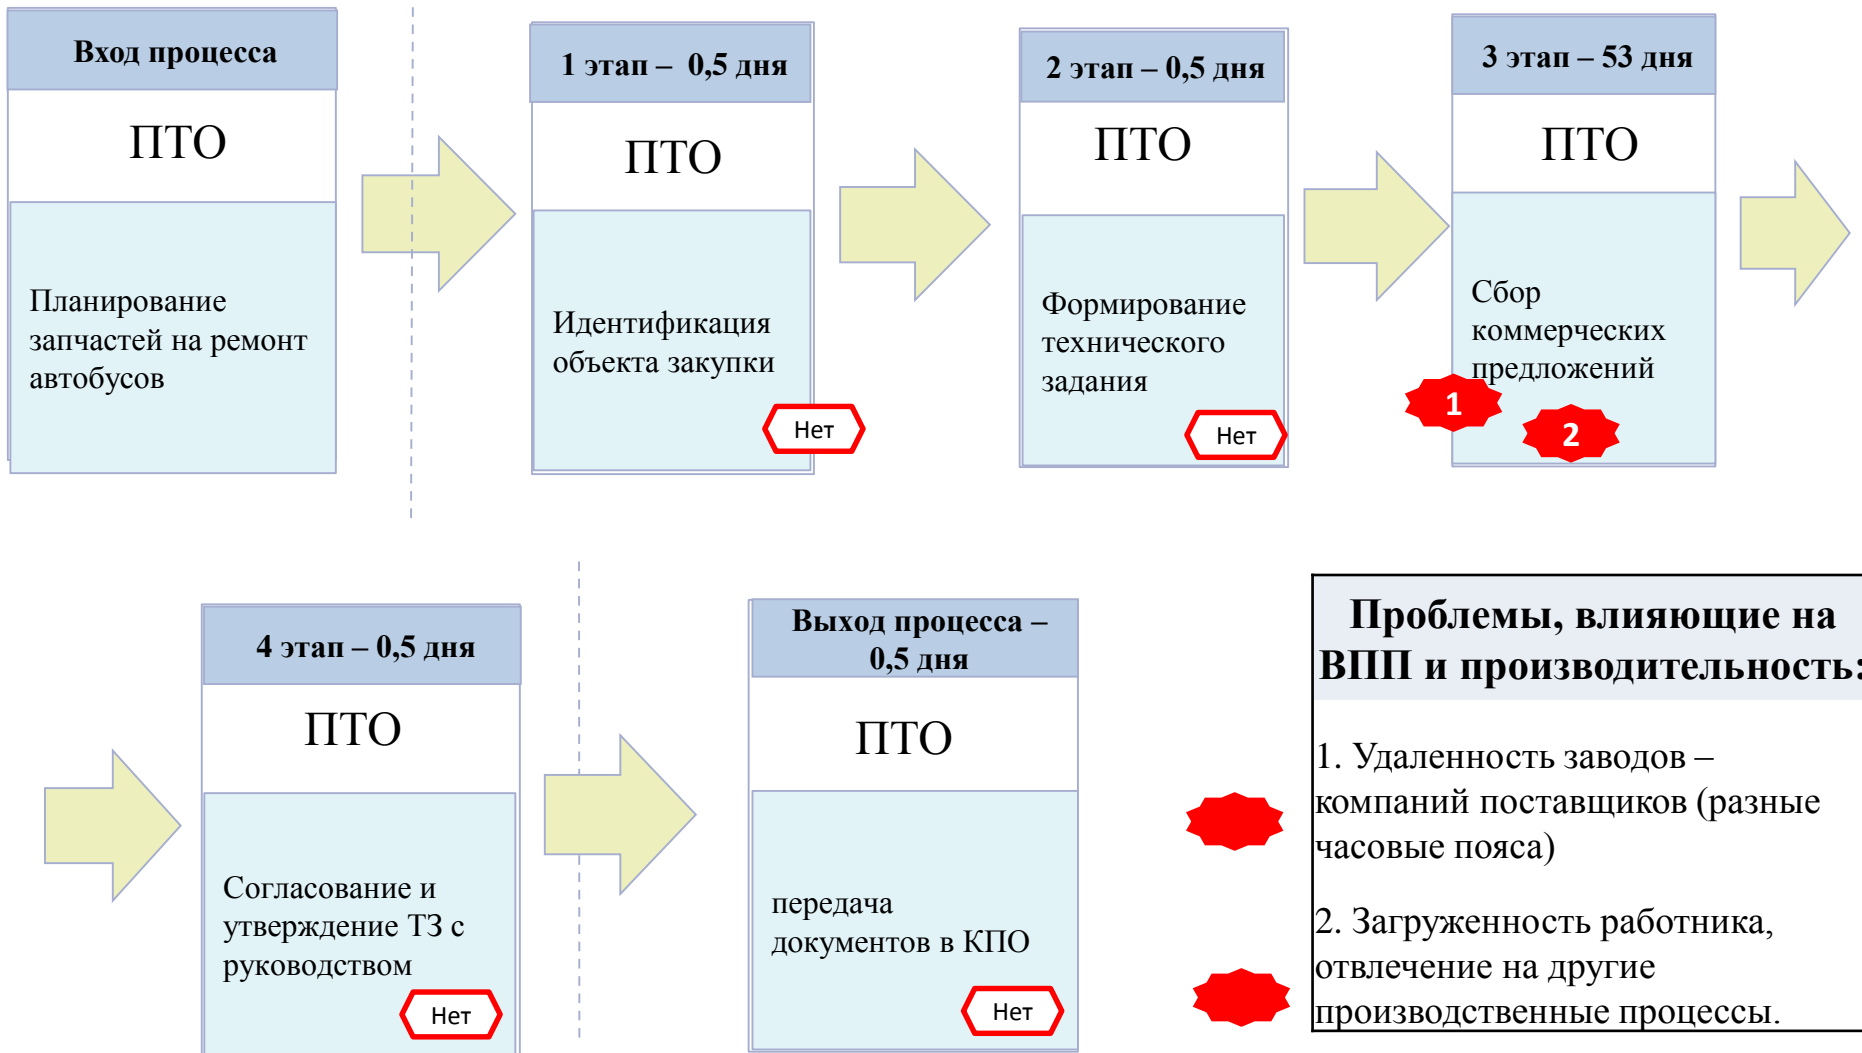 Вход процесса
ПТО
Планирование
запчастей на ремонт
автобусов
1 этап – 0,5 дня
ПТО
Идентификация
объекта закупки
Нет
2 этап – 0,5 дня
ПТО
Формирование
технического
задания
Нет
3 этап – 53 дня
ПТО
Сбор
коммерческих
предложений
1
2
4 этап – 0,5 дня
ПТО
Согласование и
утверждение ТЗ с
руководством
Нет
Выход процесса –
0,5 дня
ПТО
передача
документов в КПО
Нет
Проблемы, влияющие на
ВПП и производительность:
1. Удаленность заводов –
компаний поставщиков (разные
часовые пояса)
2. Загруженность работника,
отвлечение на другие
производственные процессы.